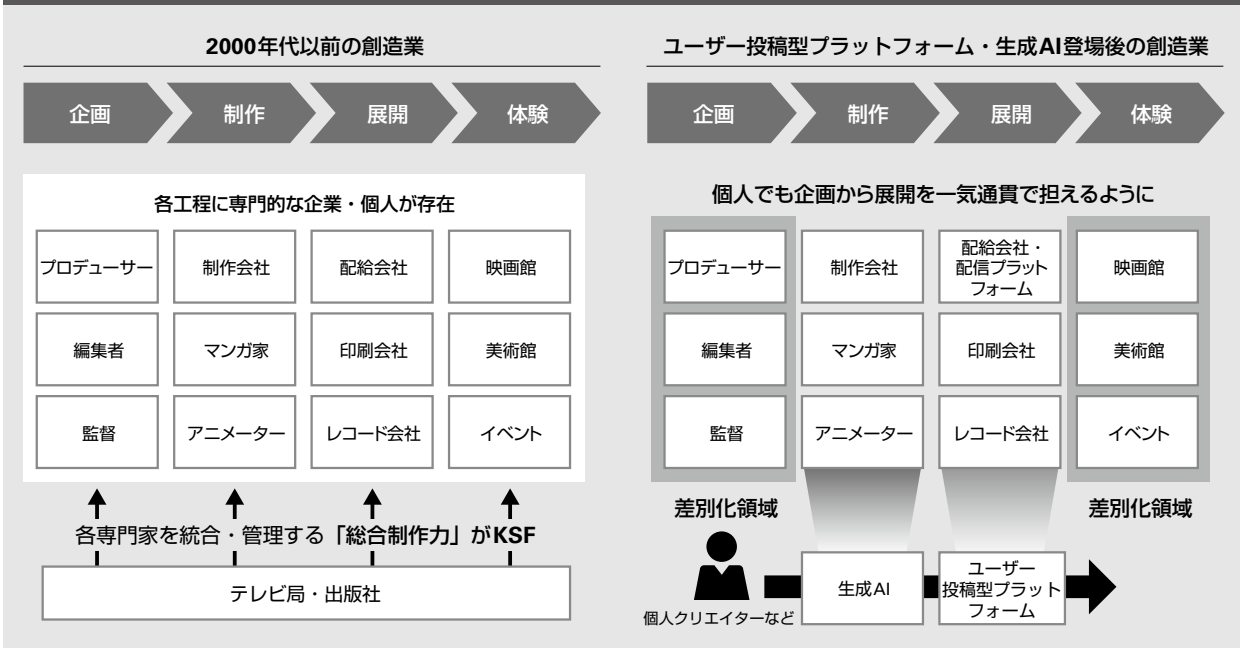 2000年代以前の創造業
企画
制作
展開
体験
各工程に専門的な企業・個人が存在
プロデューサー
制作会社
配給会社
映画館
編集者
マンガ家
印刷会社
美術館
監督
アニメーター
レコード会社
イベント
各専門家を統合・管理する「総合制作力」がKSF
テレビ局・出版社
ユーザー投稿型プラットフォーム・生成AI登場後の創造業
企画
制作
展開
体験
個人でも企画から展開を一気通貫で担えるように
プロデューサー
制作会社
配給会社・
配信プラット
フォーム
映画館
編集者
マンガ家
印刷会社
美術館
監督
アニメーター
レコード会社
イベント
差別化領域
差別化領域
個人クリエイターなど
生成AI
ユーザー
投稿型プラット
フォーム